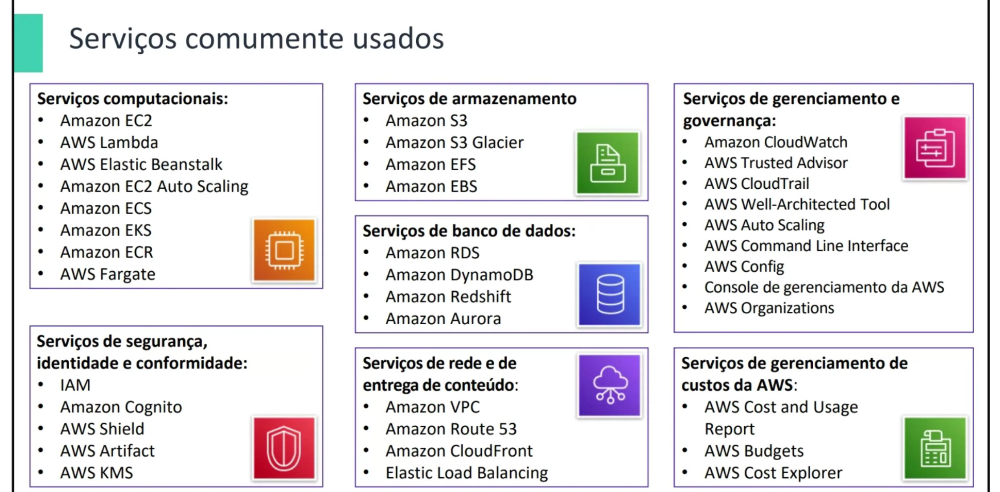 Serviços comumente usados
Serviços computacionais:
• Amazon EC2
• AWS Lambda
• AWS Elastic Beanstalk
• Amazon EC2 Auto Scaling
• Amazon ECS
• Amazon EKS
• Amazon ECR
• AWS Fargate
Serviços de segurança,
identidade e conformidade:
• IAM
• Amazon Cognito
• AWS Shield
• AWS Artifact
• AWS KMS
Serviços de armazenamento
• Amazon S3
• Amazon S3 Glacier
• Amazon EFS
• Amazon EBS
Serviços de banco de dados:
• Amazon RDS
• Amazon DynamoDB
• Amazon Redshift
• Amazon Aurora
Serviços de rede e de
entrega de conteúdo:
• Amazon VPC
• Amazon Route 53
• Amazon CloudFront
• Elastic Load Balancing
Serviços de gerenciamento e
governança:
• Amazon CloudWatch
• AWS Trusted Advisor
• AWS CloudTrail
• AWS Well-Architected Tool
• AWS Auto Scaling
• AWS Command Line Interface
• AWS Config
• Console de gerenciamento da AWS
• AWS Organizations
Serviços de gerenciamento de
custos da AWS:
• AWS Cost and Usage
Report
• AWS Budgets
• AWS Cost Explorer